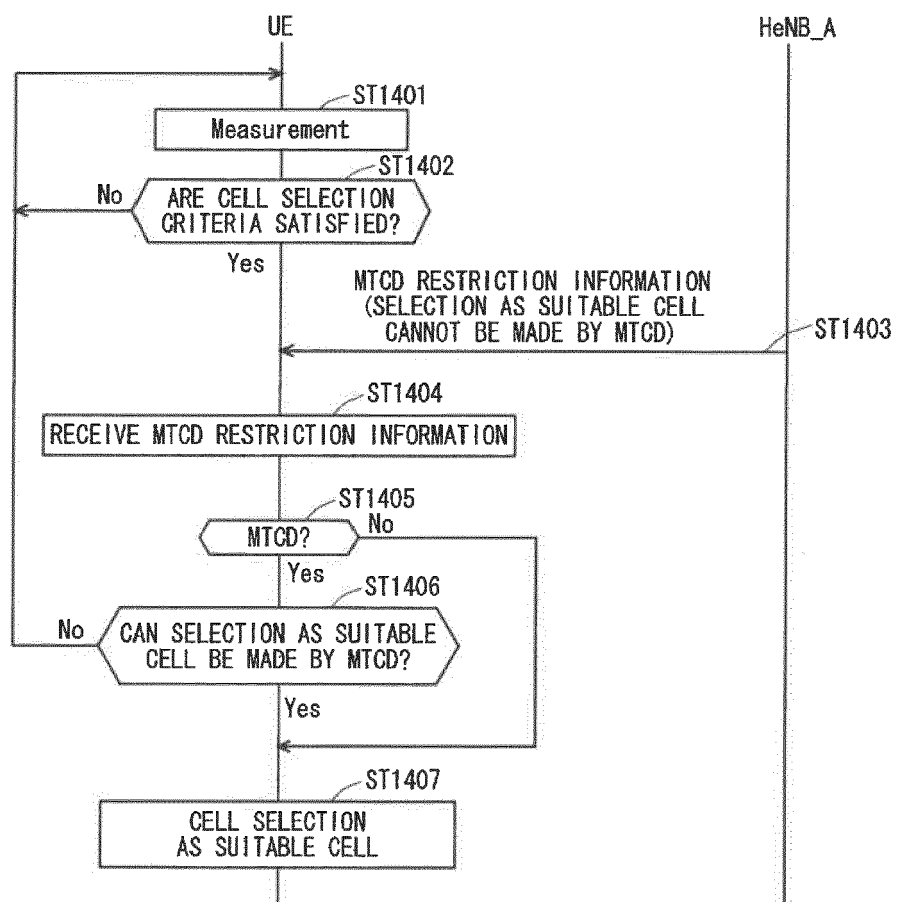 UE
HeNB_A
ST1401
Measurement
ST1402
No
ARE CELL SELECTION
CRITERIA SATISFIED?
Yes
MTCD RESTRICTION INFORMATION
(SELECTION AS SUITABLE CELL
CANNOT BE MADE BY MTCD)
ST1403
ST1404
RECEIVE MTCD RESTRICTION INFORMATION
ST1405
MTCD?
No
Yes
ST1406
No
CAN SELECTION AS SUITABLE
CELL BE MADE BY MTCD?
Yes
ST1407
CELL SELECTION
AS SUITABLE CELL